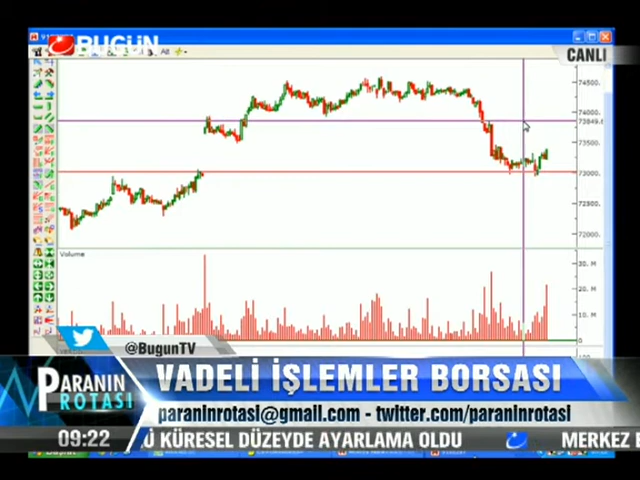 BUGÜN
CANLI
74500.
74000.
73849.6
73500.
73000.
72500.
72000.
Volume
30. M
20. M
10. M
0. M
@BugunTV
PARANIN
ROTASI
VADELİ İŞLEMLER BORSASI
paraninrotasi@gmail.com - twitter.com/paraninrotasi
09:22
Ü KÜRESEL DÜZEYDE AYARLAMA OLDU
MERKEZ B